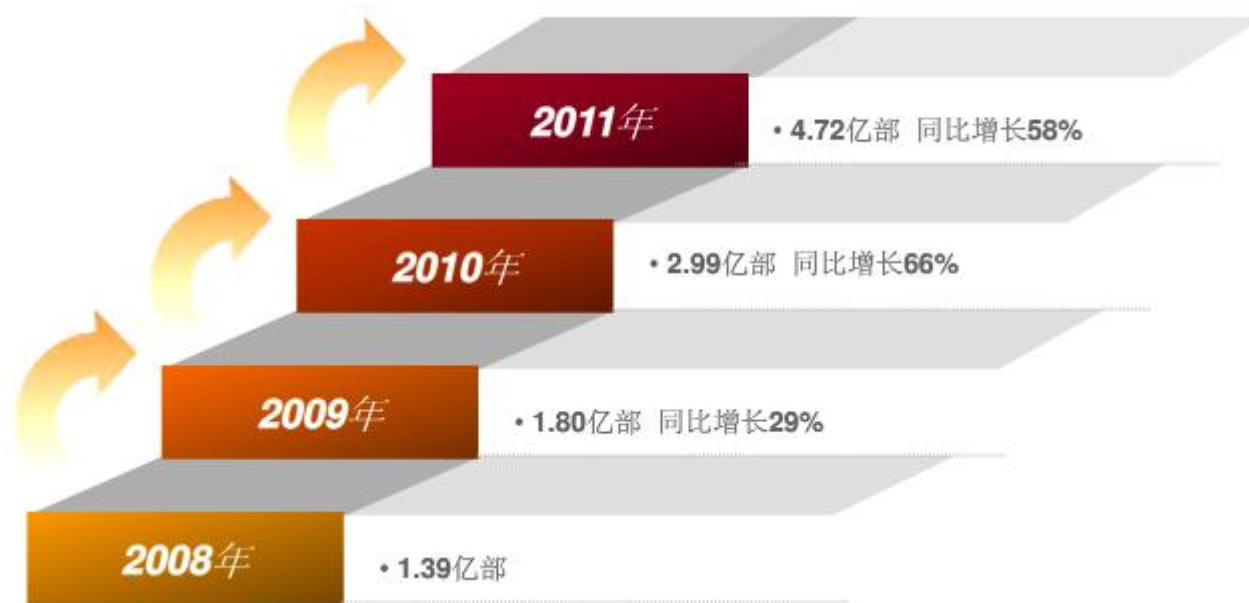 2011年
• 4.72亿部 同比增长58%
2010年
• 2.99亿部 同比增长66%
2009年
• 1.80亿部 同比增长29%
2008年
• 1.39亿部